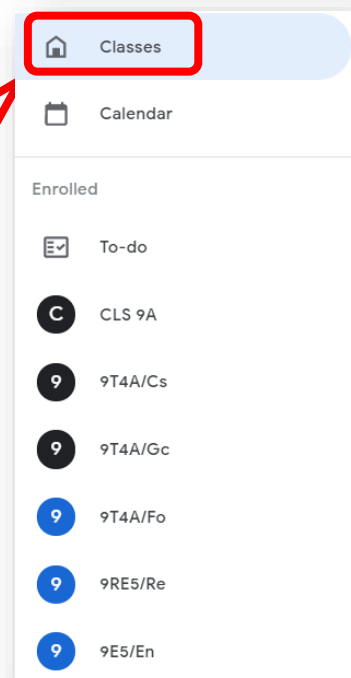 Classes
Calendar
Enrolled
To-do
C CLS 9A
9 9T4A/Cs
9 9T4A/Gc
9 9T4A/Fo
9 9RE5/Re
9 9E5/En